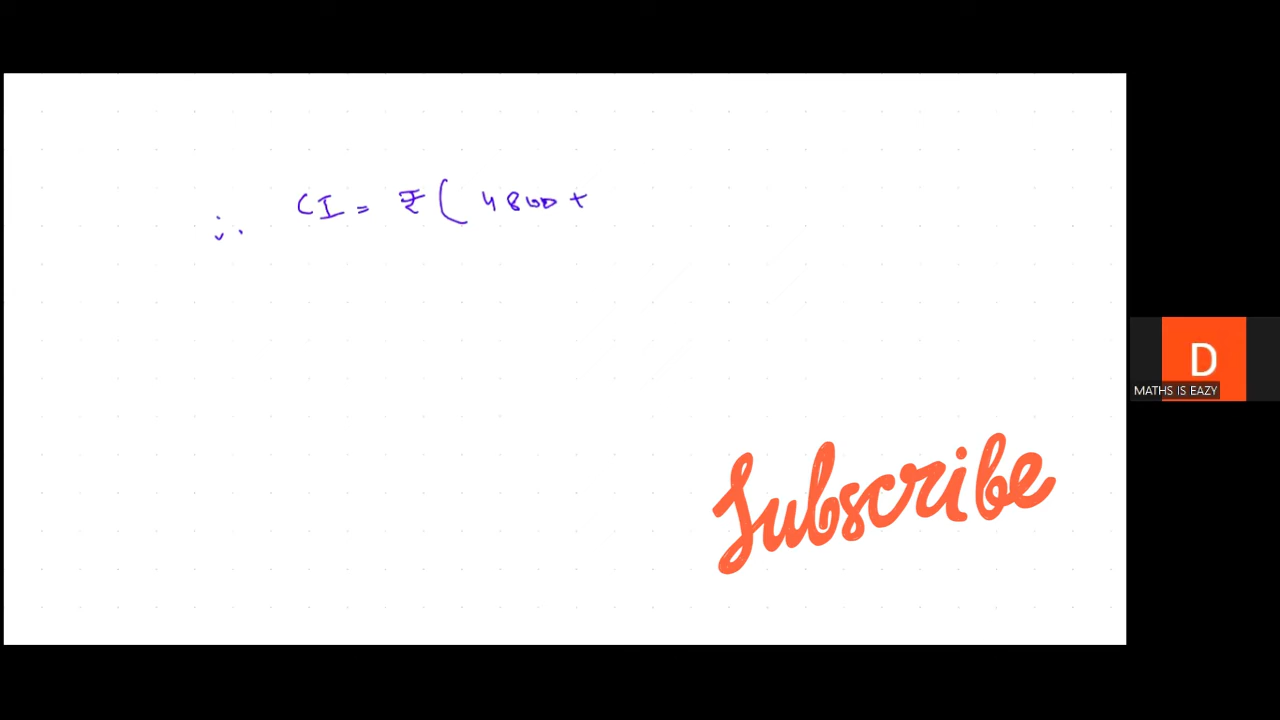 ∴ CI = ₹ ( 4800 +
D
MATHS IS EAZY
Subscribe